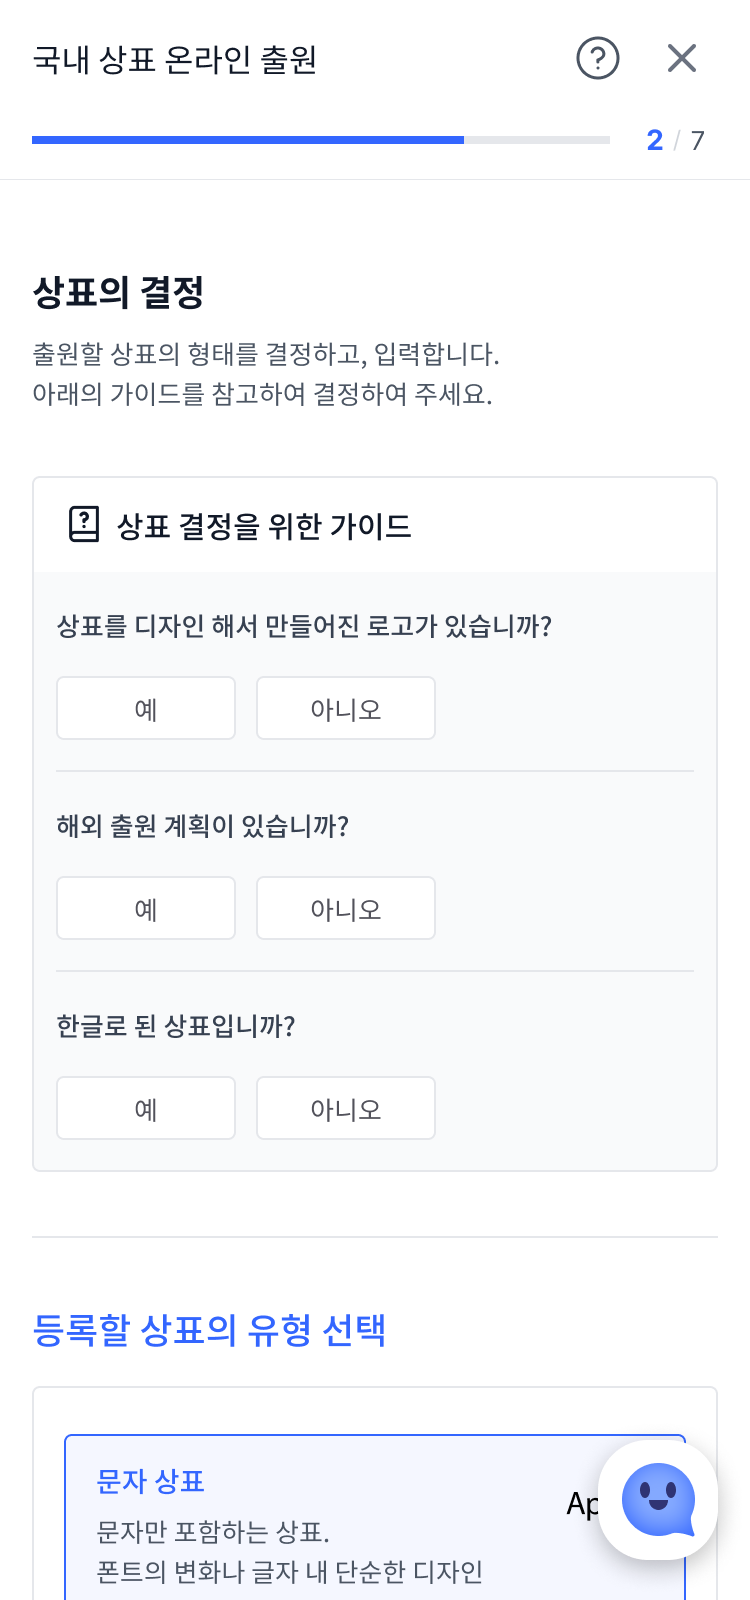 국내 상표 온라인 출원
2 / 7
상표의 결정
출원할 상표의 형태를 결정하고, 입력합니다.
아래의 가이드를 참고하여 결정하여 주세요.
상표 결정을 위한 가이드
상표를 디자인 해서 만들어진 로고가 있습니까?
예 아니오
해외 출원 계획이 있습니까?
예 아니오
한글로 된 상표입니까?
예 아니오
등록할 상표의 유형 선택
문자 상표
문자만 포함하는 상표.
폰트의 변화나 글자 내 단순한 디자인